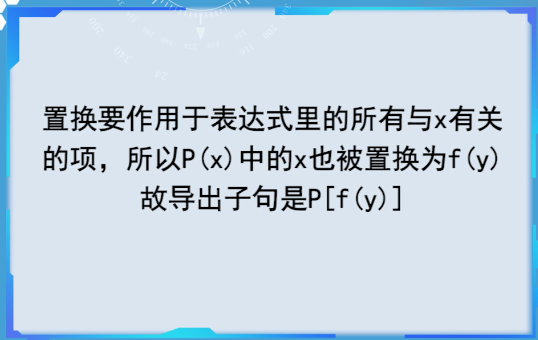 置换要作用于表达式里的所有与x有关
的项，所以P(x)中的x也被置换为f(y)
故导出子句是P[f(y)]